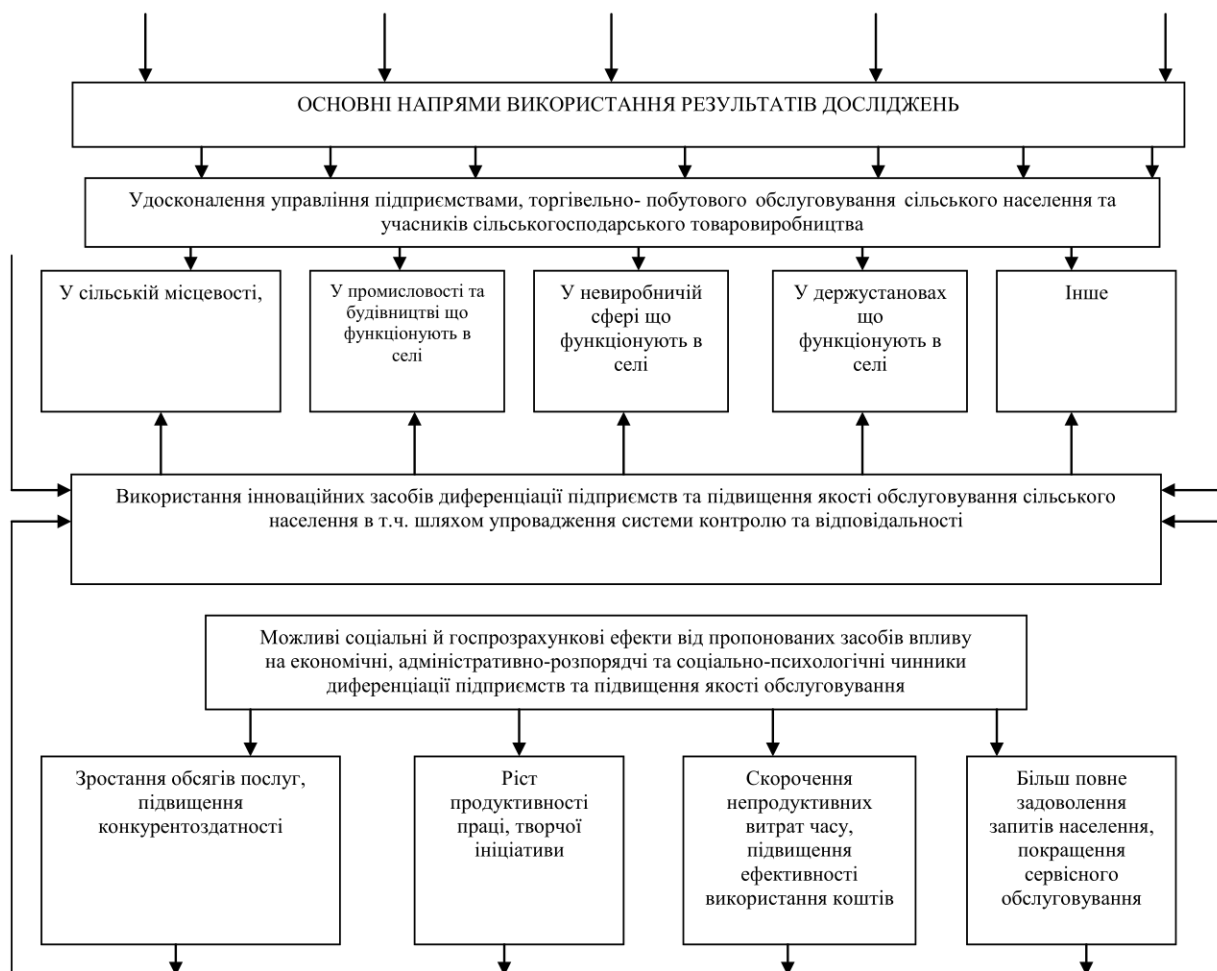 ОСНОВНІ НАПРЯМИ ВИКОРИСТАННЯ РЕЗУЛЬТАТІВ ДОСЛІДЖЕНЬ
Удосконалення управління підприємствами, торгівельно- побутового обслуговування сільського населення та
учасників сільськогосподарського товаровиробництва
У сільській місцевості,
У промисловості та
будівництві що
функціонують в
селі
У невиробничій
сфері що
функціонують в
селі
У держустановах
що
функціонують в
селі
Інше
Використання інноваційних засобів диференціації підприємств та підвищення якості обслуговування сільського
населення в т.ч. шляхом упровадження системи контролю та відповідальності
Можливі соціальні й госпрозрахункові ефекти від пропонованих засобів впливу
на економічні, адміністративно-розпорядчі та соціально-психологічні чинники
диференціації підприємств та підвищення якості обслуговування
Зростання обсягів послуг,
підвищення
конкурентоздатності
Ріст
продуктивності
праці, творчої
ініціативи
Скорочення
непродуктивних
витрат часу,
підвищення
ефективності
використання коштів
Більш повне
задоволення
запитів населення,
покращення
сервісного
обслуговування